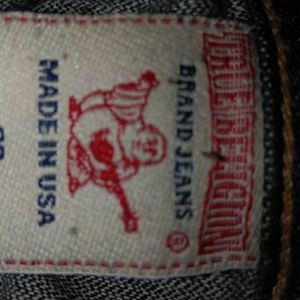 TRUE RELIGION
BRAND JEANS
®
MADE IN USA